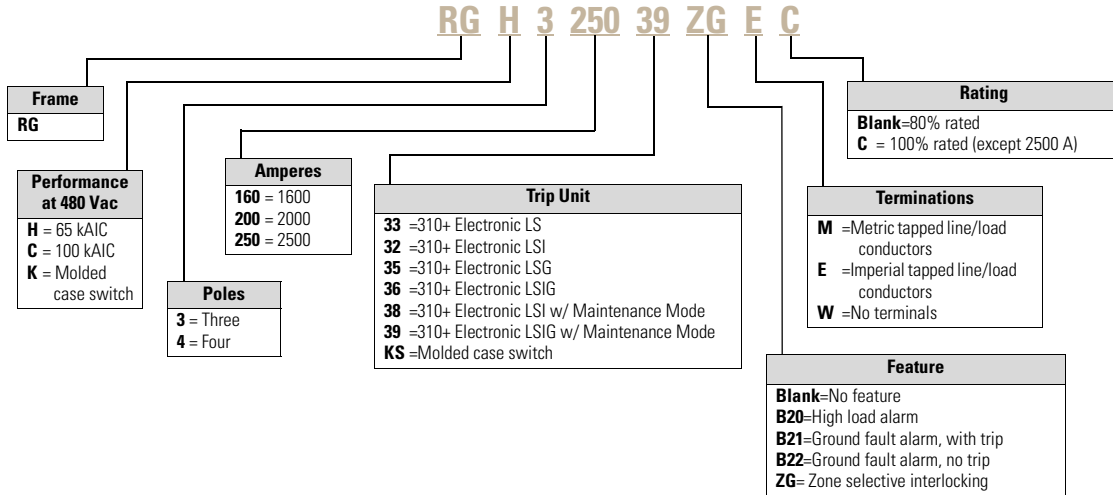 RG H 3 250 39 ZG E C
Frame
RG
Performance
at 480 Vac
H = 65 kAIC
C = 100 kAIC
K = Molded
case switch
Poles
3 = Three
4 = Four
Amperes
160 = 1600
200 = 2000
250 = 2500
Trip Unit
33 =310+ Electronic LS
32 =310+ Electronic LSI
35 =310+ Electronic LSG
36 =310+ Electronic LSIG
38 =310+ Electronic LSI w/ Maintenance Mode
39 =310+ Electronic LSIG w/ Maintenance Mode
KS =Molded case switch
Rating
Blank=80% rated
C = 100% rated (except 2500 A)
Terminations
M =Metric tapped line/load
conductors
E =Imperial tapped line/load
conductors
W =No terminals
Feature
Blank=No feature
B20=High load alarm
B21=Ground fault alarm, with trip
B22=Ground fault alarm, no trip
ZG= Zone selective interlocking